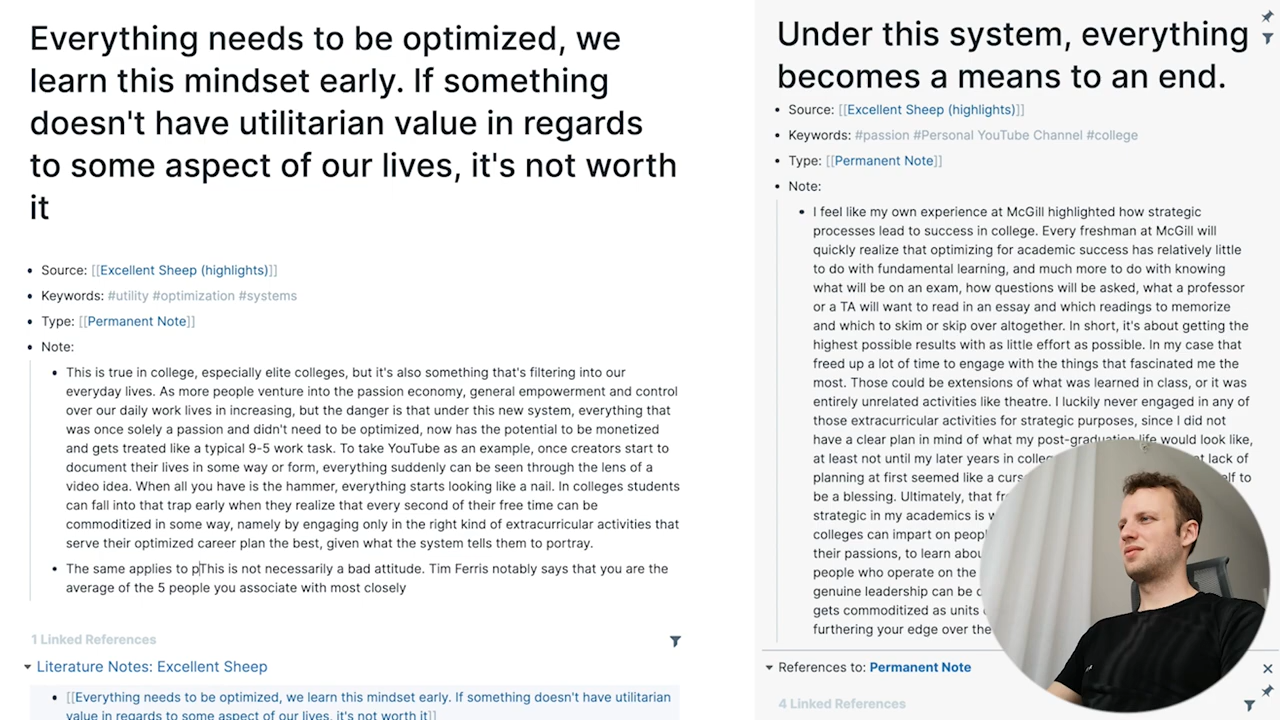 Everything needs to be optimized, we
learn this mindset early. If something
doesn't have utilitarian value in regards
to some aspect of our lives, it's not worth
it
Source: [[Excellent Sheep (highlights)]]
Keywords: #utility #optimization #systems
Type: [[Permanent Note]]
Note:
This is true in college, especially elite colleges, but it's also something that's filtering into our
everyday lives. As more people venture into the passion economy, general empowerment and control
over our daily work lives in increasing, but the danger is that under this new system, everything that
was once solely a passion and didn't need to be optimized, now has the potential to be monetized
and gets treated like a typical 9-5 work task. To take YouTube as an example, once creators start to
document their lives in some way or form, everything suddenly can be seen through the lens of a
video idea. When all you have is the hammer, everything starts looking like a nail. In colleges students
can fall into that trap early when they realize that every second of their free time can be
commoditized in some way, namely by engaging only in the right kind of extracurricular activities that
serve their optimized career plan the best, given what the system tells them to portray.
The same applies to pThis is not necessarily a bad attitude. Tim Ferris notably says that you are the
average of the 5 people you associate with most closely
1 Linked References
Literature Notes: Excellent Sheep
[[Everything needs to be optimized, we learn this mindset early. If something doesn't have utilitarian
value in regards to some aspect of our lives, it's not worth it]]
Under this system, everything
becomes a means to an end.
Source: [[Excellent Sheep (highlights)]]
Keywords: #passion #Personal YouTube Channel #college
Type: [[Permanent Note]]
Note:
I feel like my own experience at McGill highlighted how strategic
processes lead to success in college. Every freshman at McGill will
quickly realize that optimizing for academic success has relatively little
to do with fundamental learning, and much more to do with knowing
what will be on an exam, how questions will be asked, what a professor
or a TA will want to read in an essay and which readings to memorize
and which to skim or skip over altogether. In short, it's about getting the
highest possible results with as little effort as possible. In my case that
freed up a lot of time to engage with the things that fascinated me the
most. Those could be extensions of what was learned in class, or it was
entirely unrelated activities like theatre. I luckily never engaged in any of
those extracurricular activities for strategic purposes, since I did not
have a clear plan in mind of what my post-graduation life would look like,
at least not until my later years in lack of
planning at first seemed like a to
be a blessing. Ultimately, that
strategic in my academics is
colleges can impart on
their passions, to learn
people who operate on the
genuine leadership can be
gets commoditized as units
furthering your edge over the
References to: Permanent Note
4 Linked References